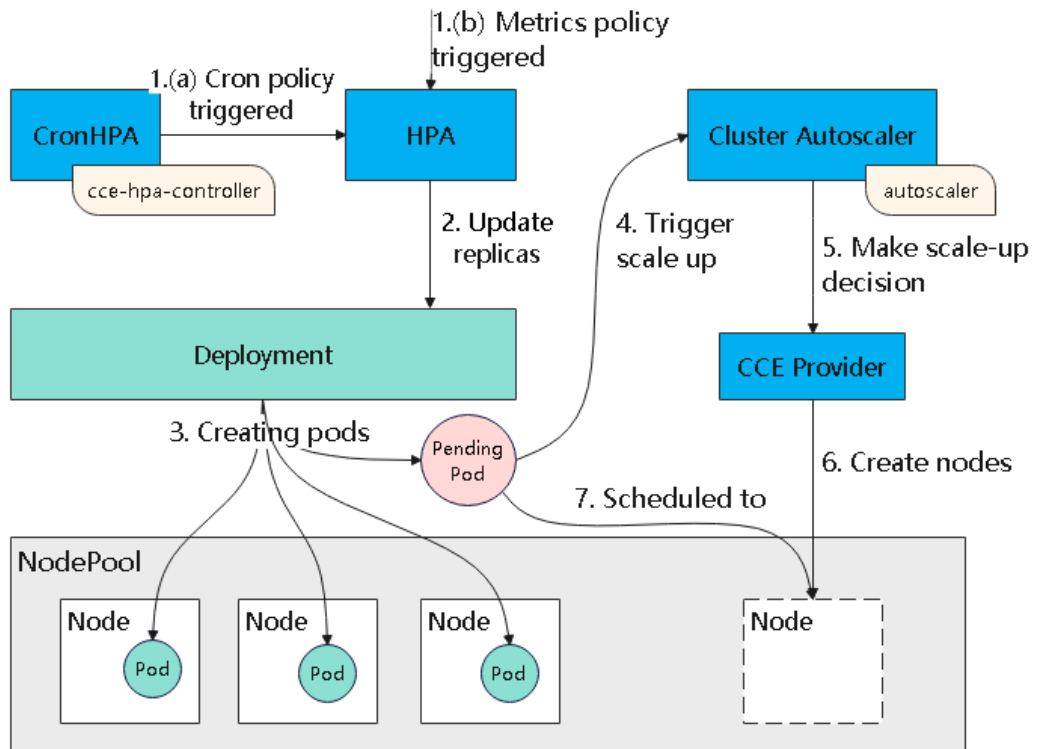 1.(b) Metrics policy
triggered
1.(a) Cron policy
triggered
CronHPA
HPA
Cluster Autoscaler
cce-hpa-controller
autoscaler
2. Update
replicas
4. Trigger
scale up
5. Make scale-up
decision
Deployment
CCE Provider
3. Creating pods
Pending
Pod
6. Create nodes
7. Scheduled to
NodePool
Node
Node
Node
Node
Pod
Pod
Pod